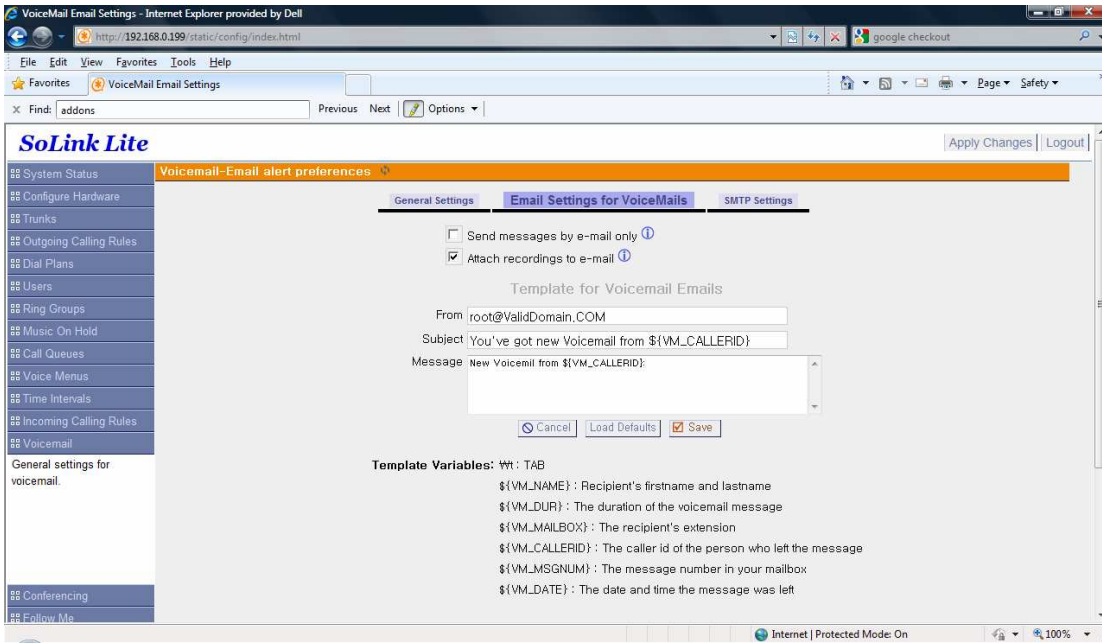 VoiceMail Email Settings - Internet Explorer provided by Dell
http://192.168.0.199/static/config/index.html
google checkout
File Edit View Favorites Tools Help
Favorites VoiceMail Email Settings Page Safety
x Find: addons Previous Next Options
SoLink Lite
Apply Changes Logout
System Status
Configure Hardware
Trunks
Outgoing Calling Rules
Dial Plans
Users
Ring Groups
Music On Hold
Call Queues
Voice Menus
Time Intervals
Incoming Calling Rules
Voicemail
General settings for
voicemail.
Conferencing
Follow Me
Voicemail-Email alert preferences
General Settings Email Settings for VoiceMails SMTP Settings
Send messages by e-mail only
Attach recordings to e-mail
Template for Voicemail Emails
From root@ValidDomain.COM
Subject You've got new Voicemail from ${VM_CALLERID}
Message New Voicemil from ${VM_CALLERID}:
Cancel Load Defaults Save
Template Variables: ₩t : TAB
${VM_NAME} : Recipient's firstname and lastname
${VM_DUR} : The duration of the voicemail message
${VM_MAILBOX} : The recipient's extension
${VM_CALLERID} : The caller id of the person who left the message
${VM_MSGNUM} : The message number in your mailbox
${VM_DATE} : The date and time the message was left
Internet | Protected Mode: On 100%